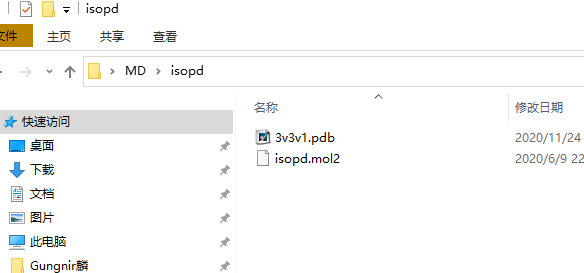 isopd
文件
主页
共享
查看
MD
isopd
名称
修改日期
快速访问
3v3v1.pdb
2020/11/24
桌面
isopd.mol2
2020/6/9 22
下载
文档
图片
此电脑
Gungnir麟